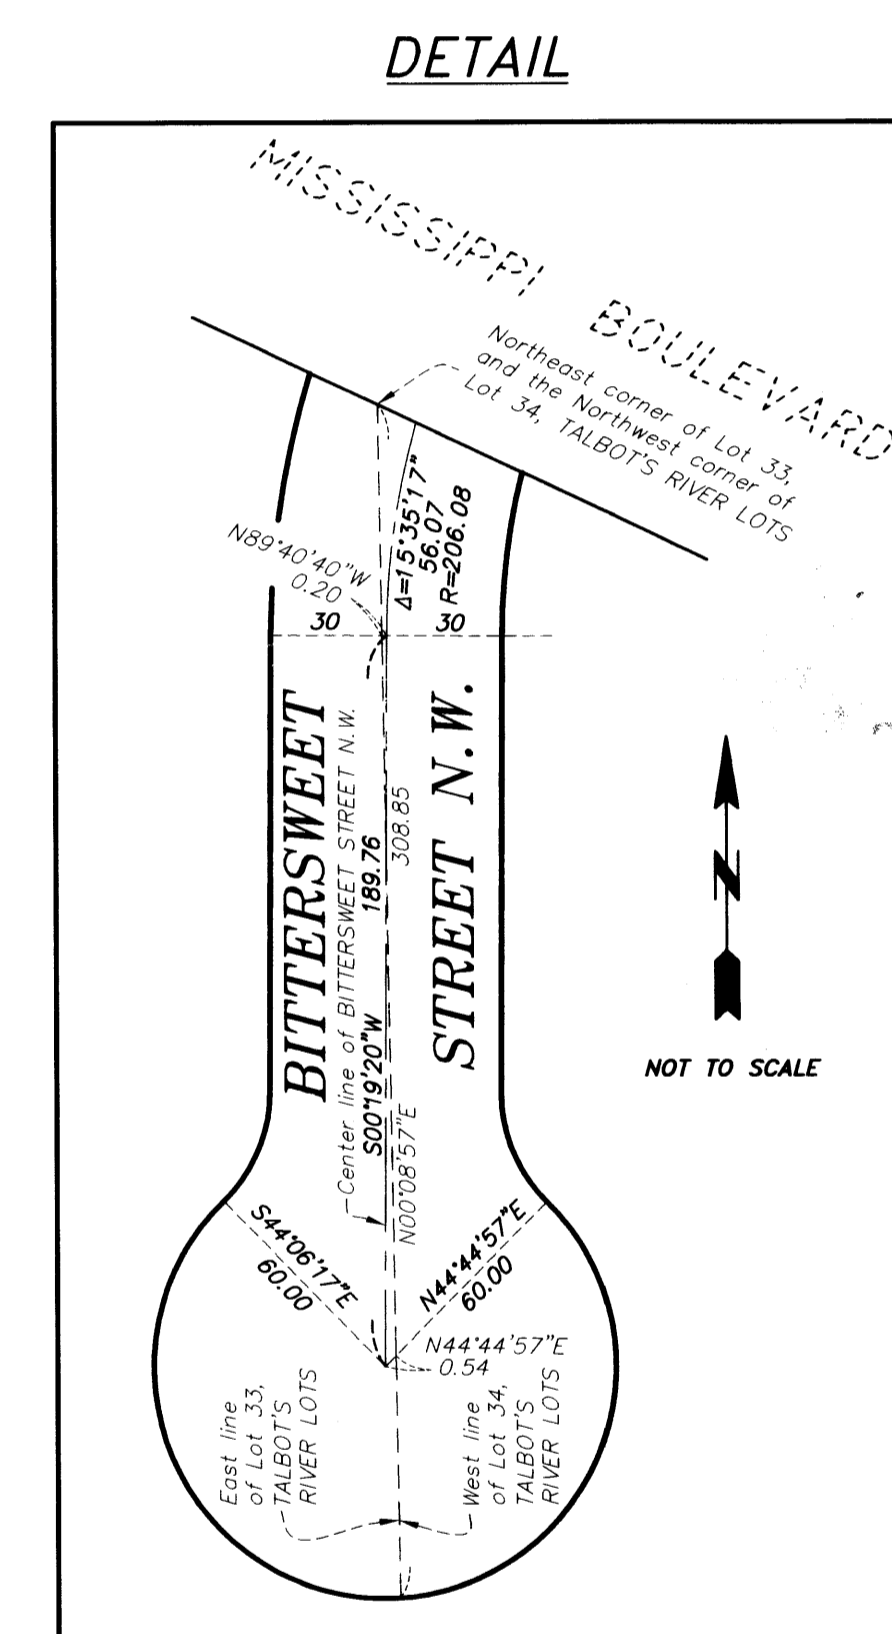 DETAIL
MISSISSIPPI BOULEVARD
Northeast corner of Lot 33,
and the Northwest corner of
Lot 34, TALBOT'S RIVER LOTS
Δ=15°35'17"
56.07
R=206.08
N89°40'40"W
0.20
30
30
BITTERSWEET
STREET N.W.
Center line of BITTERSWEET STREET N.W.
S00°19'20"W 189.76
308.85
N00°08'57"E
N
NOT TO SCALE
S44°06'17"E
60.00
N44°44'57"E
60.00
N44°44'57"E
0.54
East line
of Lot 33,
TALBOT'S
RIVER LOTS
West line
of Lot 34,
TALBOT'S
RIVER LOTS